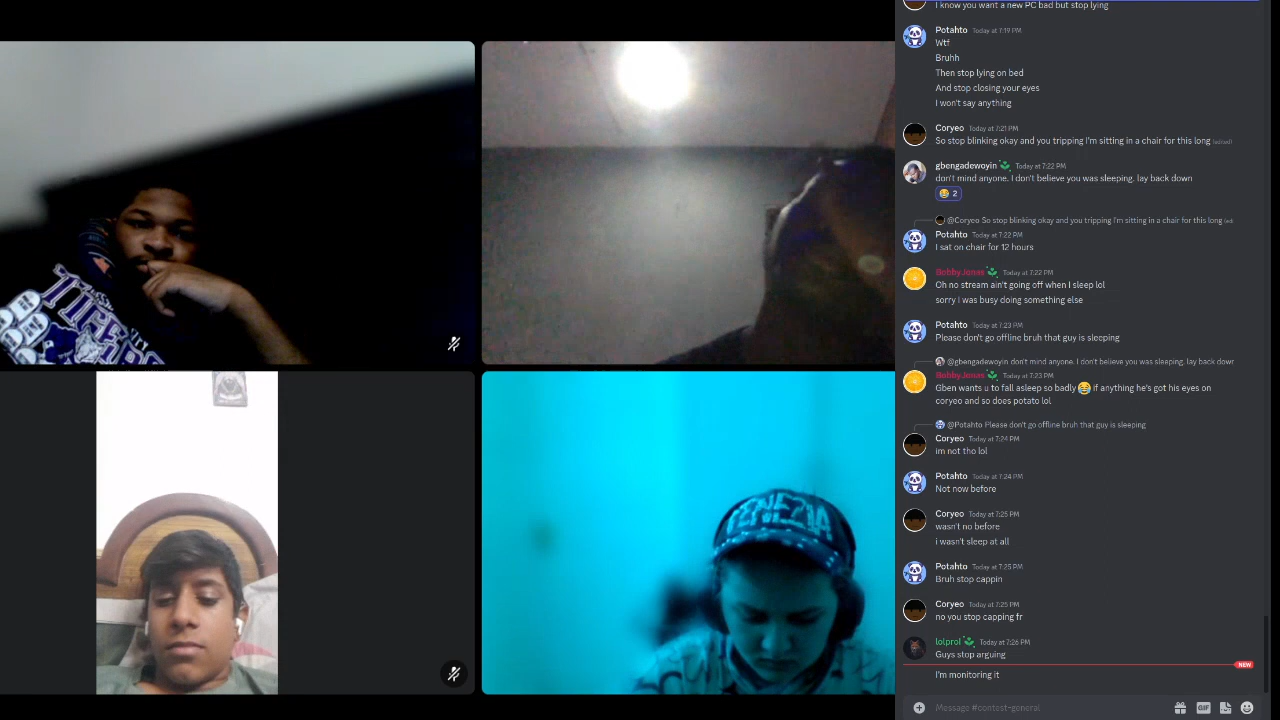 I know you want a new PC bad but stop lying
Potahto Today at 7:19 PM
Wtf
Bruhh
Then stop lying on bed
And stop closing your eyes
I won't say anything
Coryeo Today at 7:21 PM
So stop blinking okay and you tripping I'm sitting in a chair for this long (edited)
gbengadewoyin Today at 7:22 PM
don't mind anyone. I don't believe you was sleeping. lay back down
😂 2
@Coryeo So stop blinking okay and you tripping I'm sitting in a chair for this long (ed
Potahto Today at 7:22 PM
I sat on chair for 12 hours
BobbyJonas Today at 7:22 PM
Oh no stream ain't going off when I sleep lol
sorry I was busy doing something else
Potahto Today at 7:23 PM
Please don't go offline bruh that guy is sleeping
@gbengadewoyin don't mind anyone. I don't believe you was sleeping. lay back dowr
BobbyJonas Today at 7:23 PM
Gben wants u to fall asleep so badly 😂 if anything he's got his eyes on
coryeo and so does potato lol
@Potahto Please don't go offline bruh that guy is sleeping
Coryeo Today at 7:24 PM
im not tho lol
Potahto Today at 7:24 PM
Not now before
Coryeo Today at 7:25 PM
wasn't no before
i wasn't sleep at all
Potahto Today at 7:25 PM
Bruh stop cappin
Coryeo Today at 7:25 PM
no you stop capping fr
lolprol Today at 7:26 PM
Guys stop arguing
NEW
I'm monitoring it
Message #contest-general
GIF